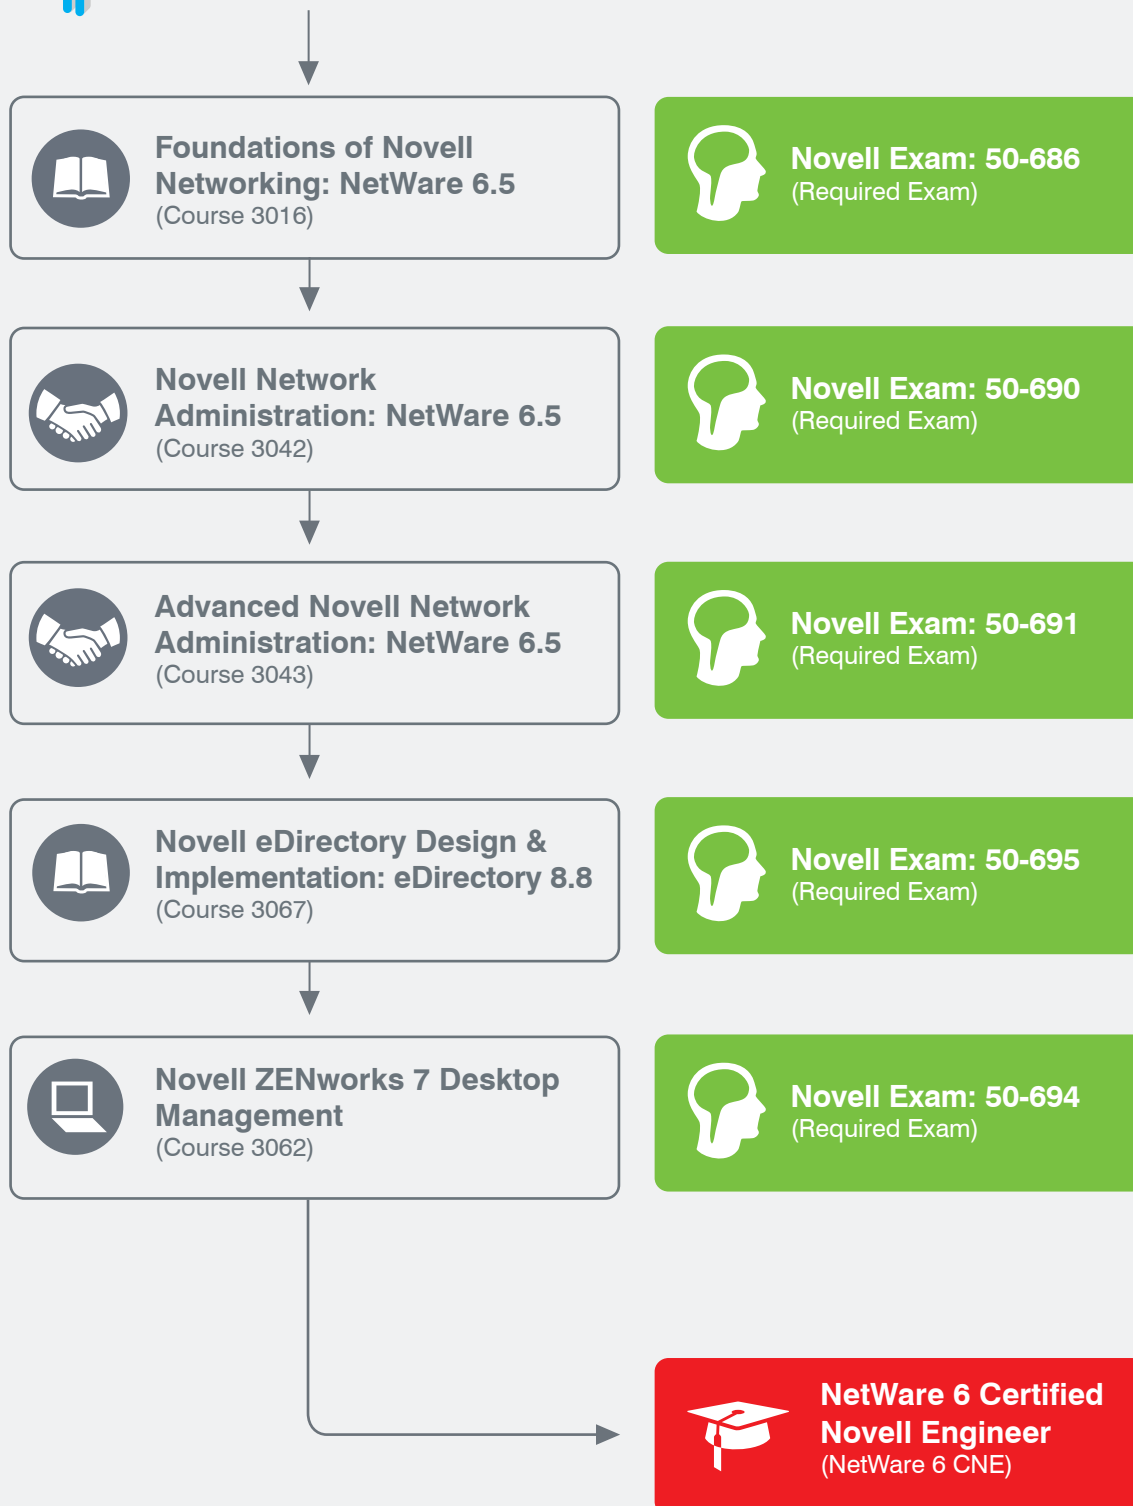 Foundations of Novell
Networking: NetWare 6.5
(Course 3016)
Novell Exam: 50-686
(Required Exam)
Novell Network
Administration: NetWare 6.5
(Course 3042)
Novell Exam: 50-690
(Required Exam)
Advanced Novell Network
Administration: NetWare 6.5
(Course 3043)
Novell Exam: 50-691
(Required Exam)
Novell eDirectory Design &
Implementation: eDirectory 8.8
(Course 3067)
Novell Exam: 50-695
(Required Exam)
Novell ZENworks 7 Desktop
Management
(Course 3062)
Novell Exam: 50-694
(Required Exam)
NetWare 6 Certified
Novell Engineer
(NetWare 6 CNE)